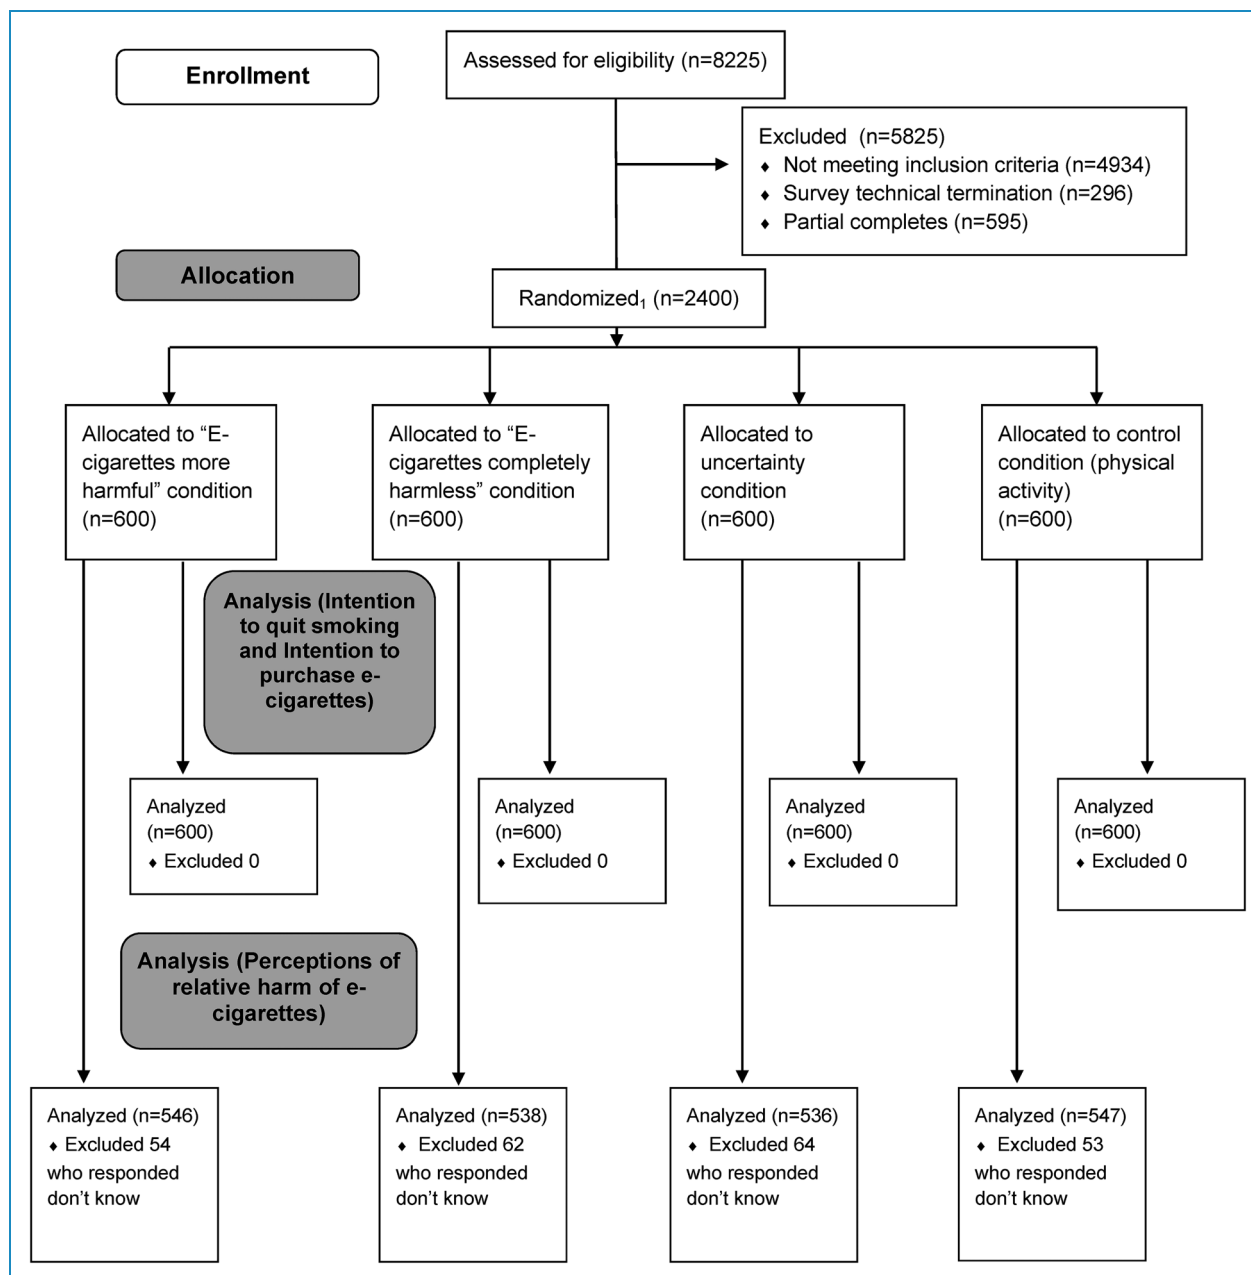 Enrollment
Assessed for eligibility (n=8225)
Excluded  (n=5825)
♦ Not meeting inclusion criteria (n=4934)
♦ Survey technical termination (n=296)
♦ Partial completes (n=595)
Allocation
Randomized₁ (n=2400)
Allocated to “E-
cigarettes more
harmful” condition
(n=600)
Allocated to “E-
cigarettes completely
harmless” condition
(n=600)
Allocated to
uncertainty
condition
(n=600)
Allocated to control
condition (physical
activity)
(n=600)
Analysis (Intention
to quit smoking
and Intention to
purchase e-
cigarettes)
Analyzed
(n=600)
♦ Excluded 0
Analyzed
(n=600)
♦ Excluded 0
Analyzed
(n=600)
♦ Excluded 0
Analyzed
(n=600)
♦ Excluded 0
Analysis (Perceptions of
relative harm of e-
cigarettes)
Analyzed (n=546)
♦ Excluded 54
who responded
don’t know
Analyzed (n=538)
♦ Excluded 62
who responded
don’t know
Analyzed (n=536)
♦ Excluded 64
who responded
don’t know
Analyzed (n=547)
♦ Excluded 53
who responded
don’t know